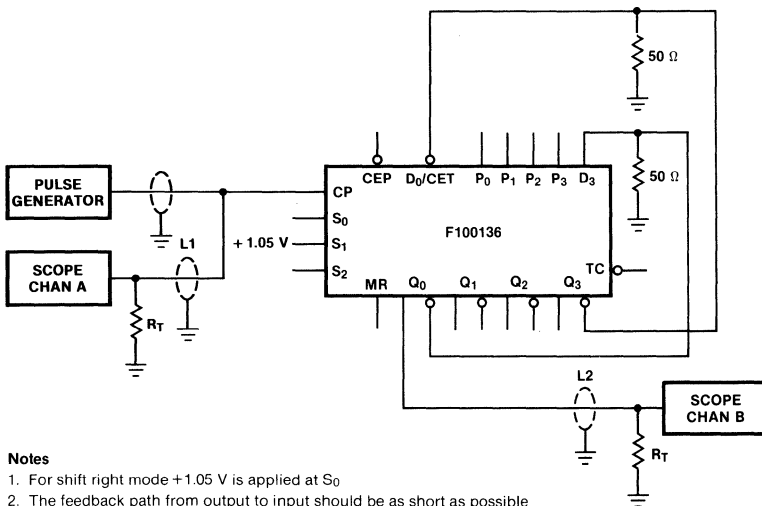 50 Ω
CEP D0/CET P0 P1 P2 P3 D3
50 Ω
PULSE
GENERATOR
CP
S0
F100136
L1
+1.05 V
S1
SCOPE
CHAN A
S2
TC
MR Q0 Q1 Q2 Q3
RT
L2
SCOPE
CHAN B
RT
Notes
1. For shift right mode +1.05 V is applied at S0
2. The feedback path from output to input should be as short as possible